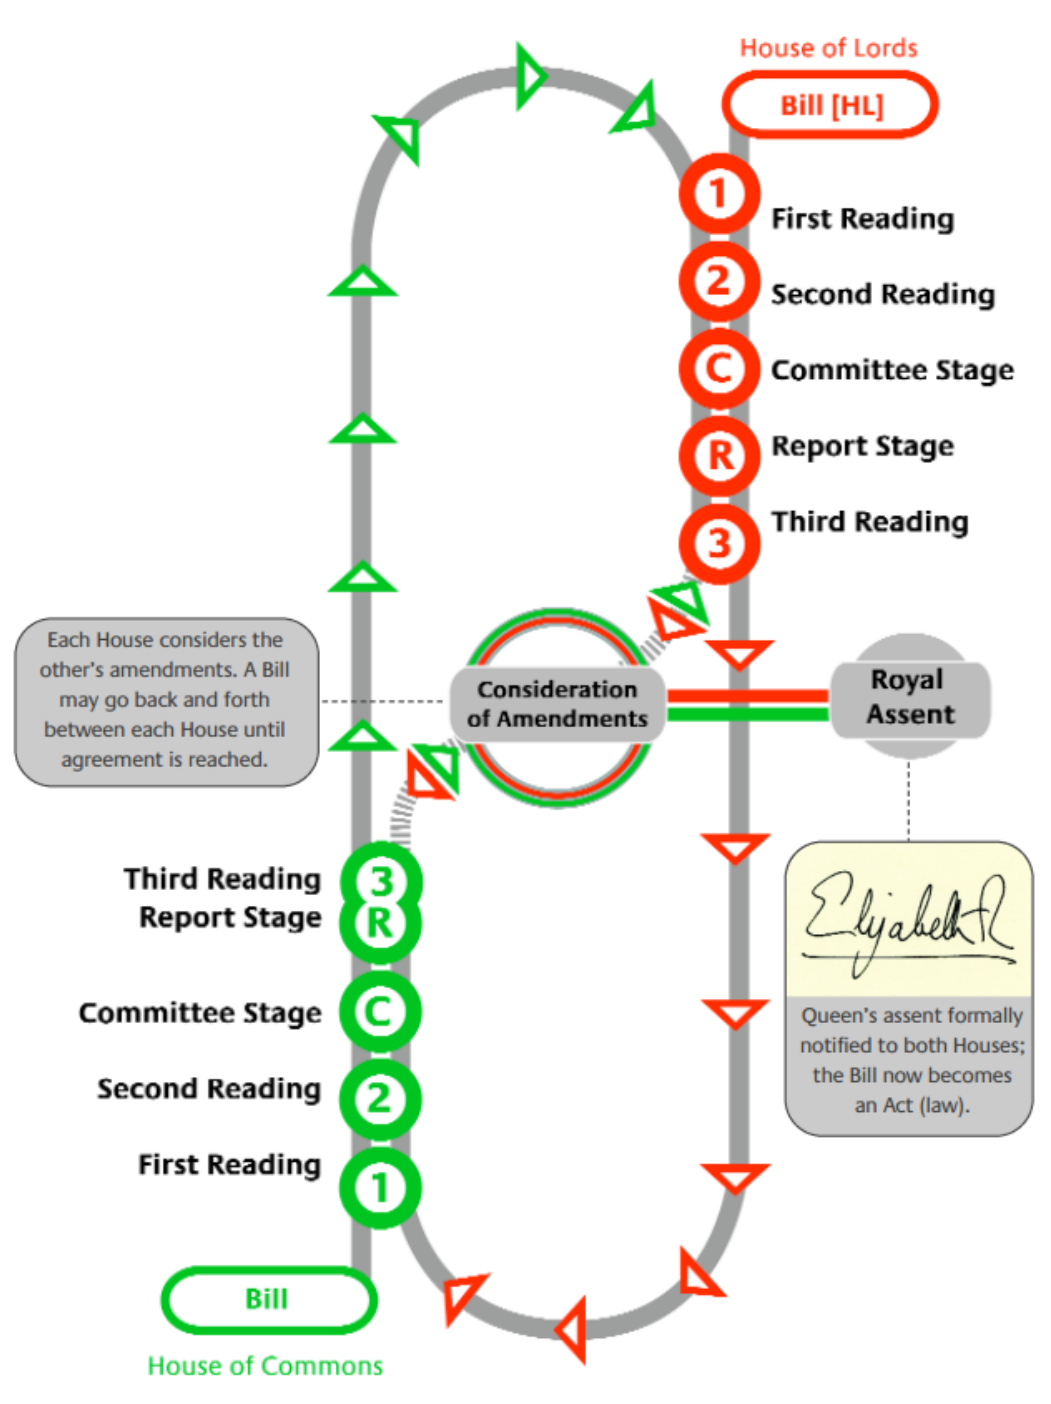 House of Lords
Bill [HL]
1
First Reading
2
Second Reading
C
Committee Stage
R
Report Stage
3
Third Reading
Each House considers the
other's amendments. A Bill
may go back and forth
between each House until
agreement is reached.
Consideration
of Amendments
Royal
Assent
Elizabeth R
Queen's assent formally
notified to both Houses;
the Bill now becomes
an Act (law).
Third Reading
3
Report Stage
R
Committee Stage
C
Second Reading
2
First Reading
1
Bill
House of Commons